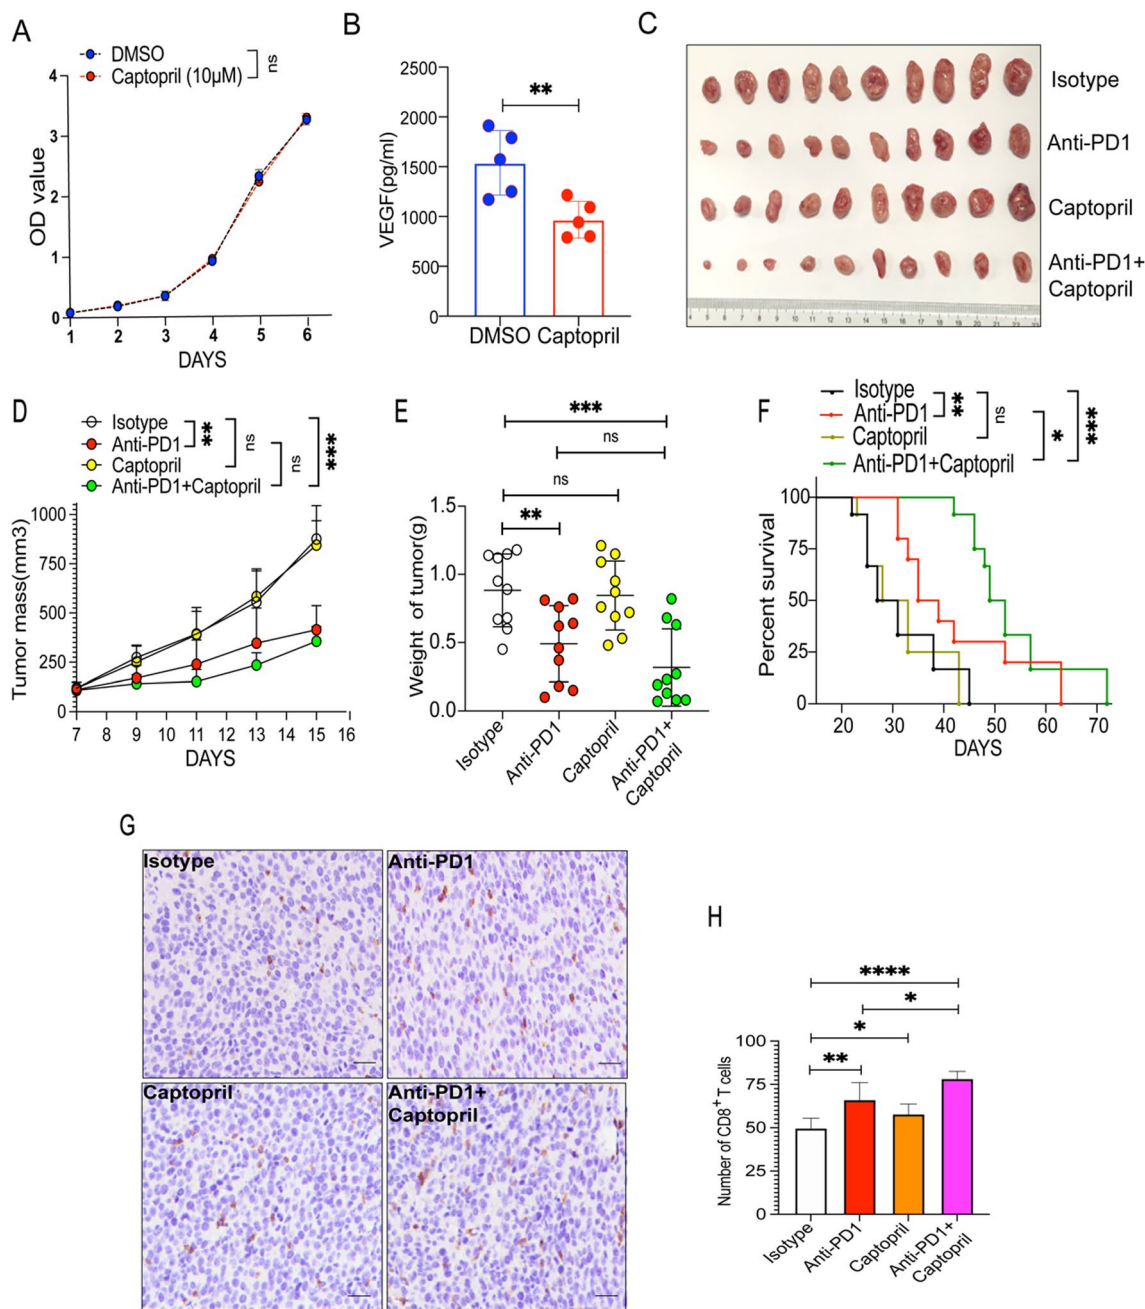 A
DMSO
Captopril (10μM)
ns
OD value
4
3
2
1
0
1 2 3 4 5 6
DAYS
B
**
VEGF(pg/ml)
2500
2000
1500
1000
500
0
DMSO Captopril
C
Isotype
Anti-PD1
Captopril
Anti-PD1+
Captopril
D
Isotype
Anti-PD1
Captopril
Anti-PD1+Captopril
**
ns
ns
***
Tumor mass(mm3)
1000
750
500
250
0
7 8 9 10 11 12 13 14 15 16
DAYS
E
***
ns
ns
**
Weight of tumor(g)
1.5
1.0
0.5
0.0
Isotype
Anti-PD1
Captopril
Anti-PD1+
Captopril
F
Isotype
Anti-PD1
Captopril
Anti-PD1+Captopril
**
ns
*
***
Percent survival
100
75
50
25
0
20 30 40 50 60 70
DAYS
G
Isotype
Anti-PD1
Captopril
Anti-PD1+
Captopril
H
****
*
*
**
Number of CD8+ T cells
100
75
50
25
0
Isotype
Anti-PD1
Captopril
Anti-PD1+
Captopril